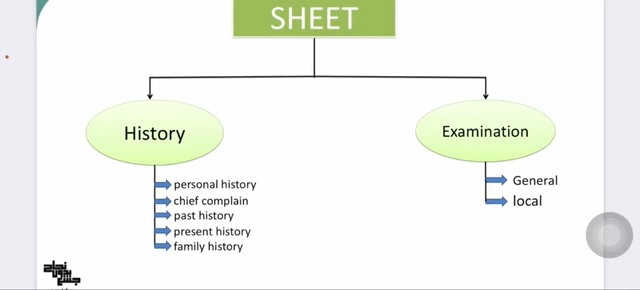 SHEET
History
personal history
chief complain
past history
present history
family history
Examination
General
local